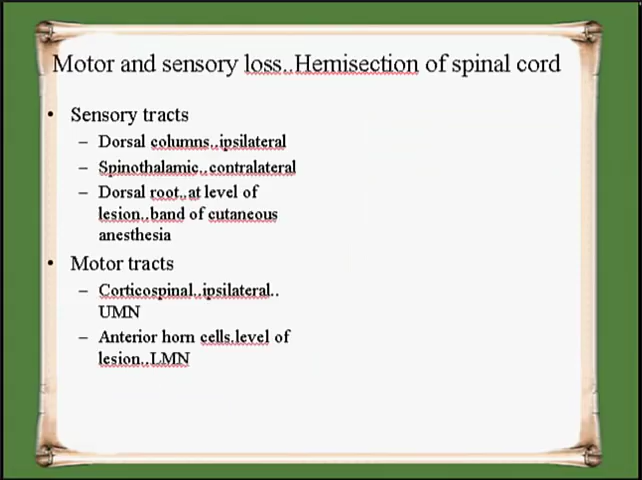 Motor and sensory loss..Hemisection of spinal cord
• Sensory tracts
– Dorsal columns..ipsilateral
– Spinothalamic..contralateral
– Dorsal root..at level of
lesion..band of cutaneous
anesthesia
• Motor tracts
– Corticospinal..ipsilateral..
UMN
– Anterior horn cells.level of
lesion..LMN